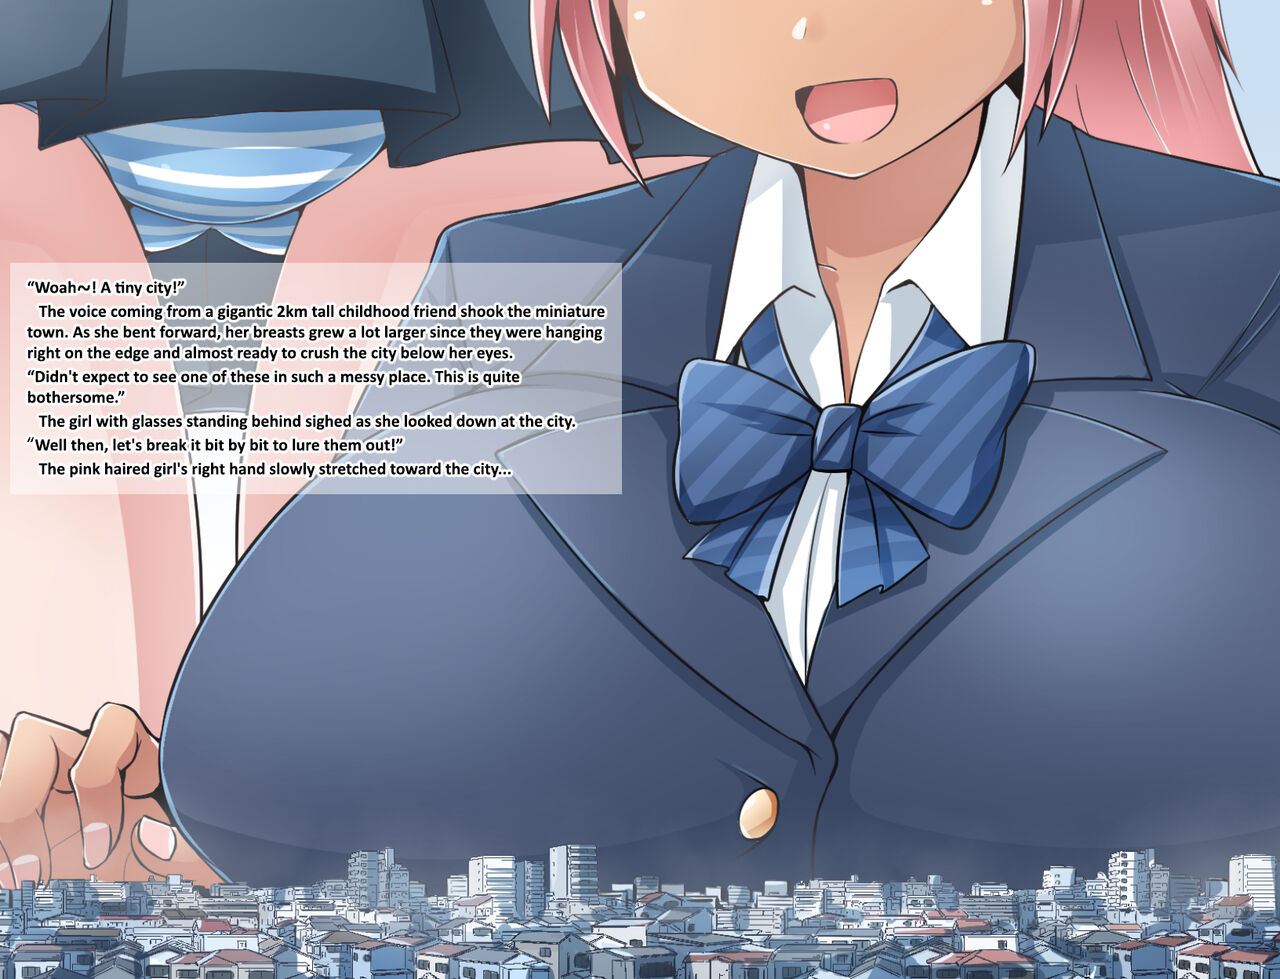 “Woah~! A tiny city!”
The voice coming from a gigantic 2km tall childhood friend shook the miniature
town. As she bent forward, her breasts grew a lot larger since they were hanging
right on the edge and almost ready to crush the city below her eyes.
“Didn't expect to see one of these in such a messy place. This is quite
bothersome.”
The girl with glasses standing behind sighed as she looked down at the city.
“Well then, let's break it bit by bit to lure them out!”
The pink haired girl's right hand slowly stretched toward the city...